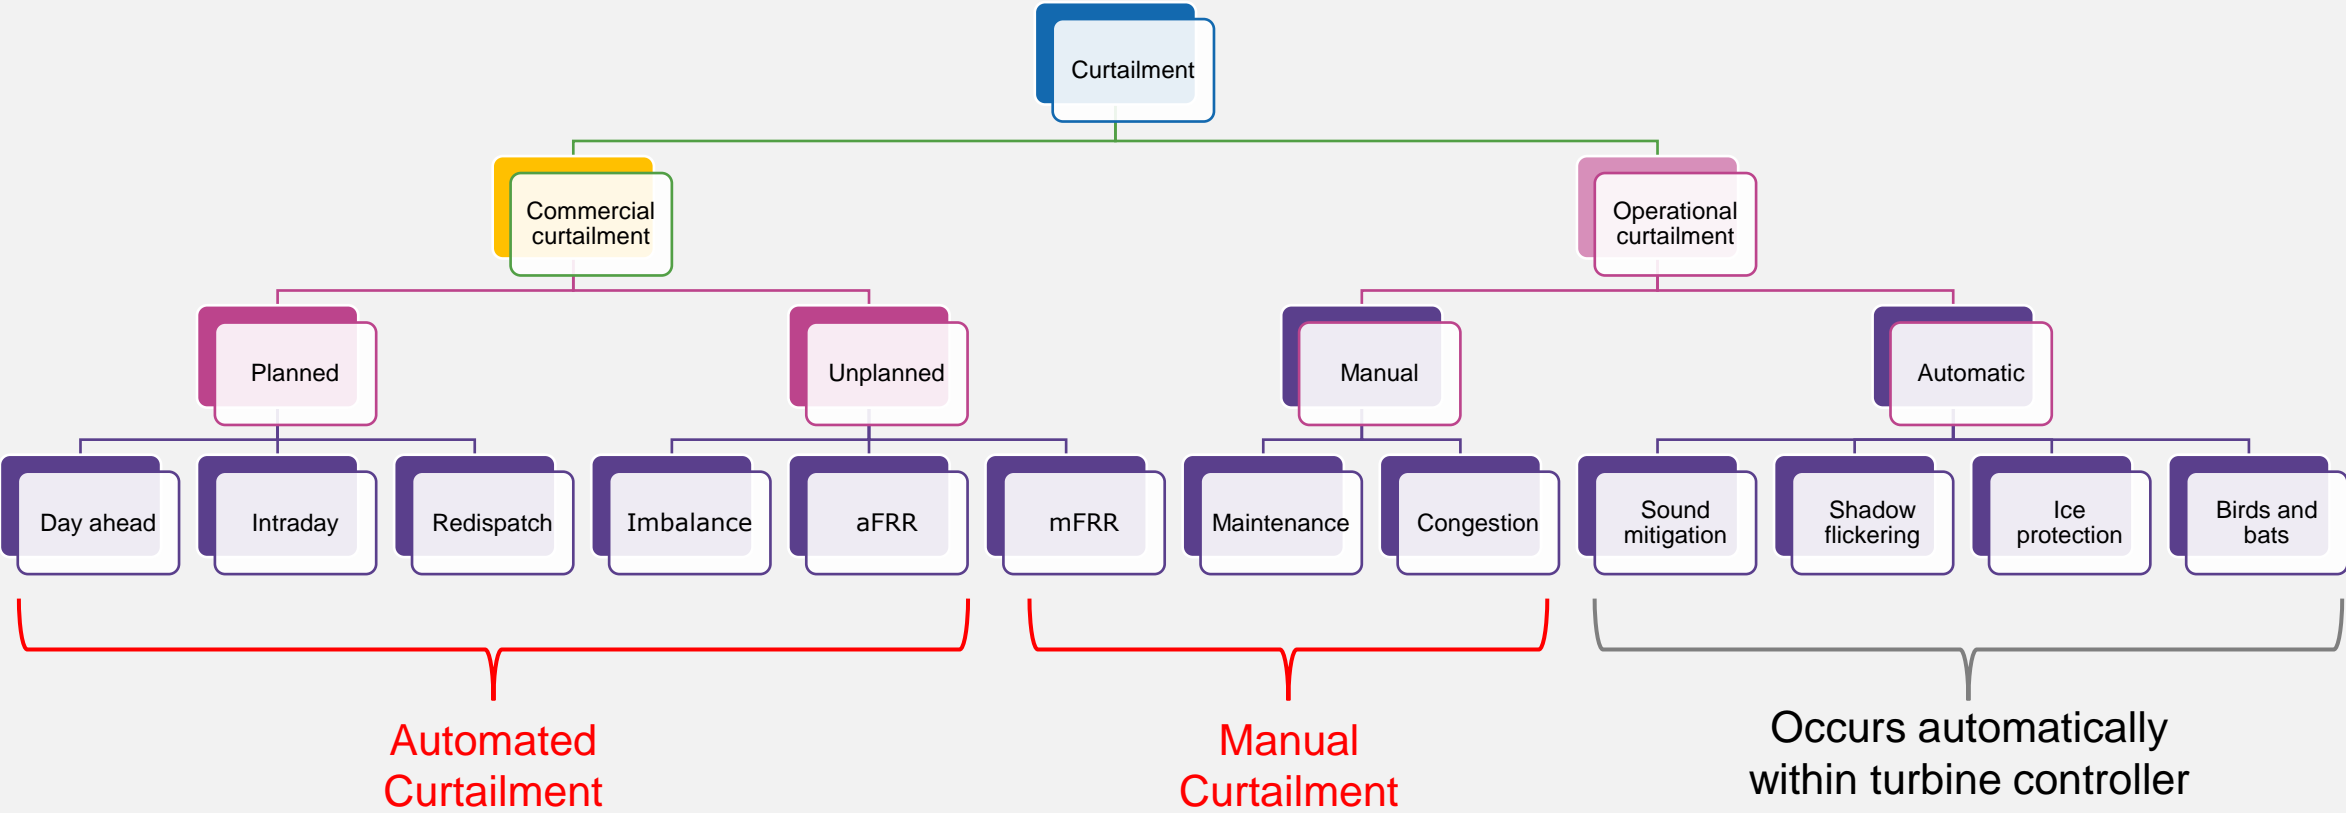 Curtailment
Commercial
curtailment
Operational
curtailment
Planned
Unplanned
Manual
Automatic
Day ahead
Intraday
Redispatch
Imbalance
aFRR
mFRR
Maintenance
Congestion
Sound
mitigation
Shadow
flickering
Ice
protection
Birds and
bats
Automated
Curtailment
Manual
Curtailment
Occurs automatically
within turbine controller